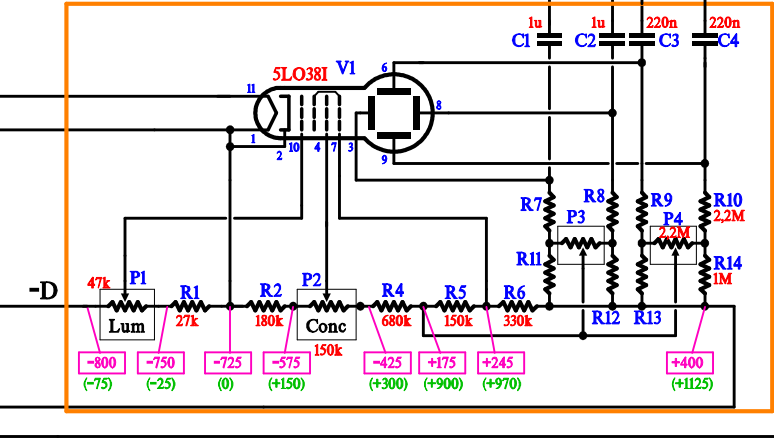 1u 1u 220n 220n
C1 C2 C3 C4
V1 6
5LO38I
11
8
1 2 10 4 7 3 9
R7 R8 R9 R10
2,2M
P3 P4
2,2M
R11 R14
1M
-D
47k P1 P2
R1 R2 R4 R5 R6
27k 180k 680k 150k 330k
R12 R13
Lum Conc
150k
-800 -750 -725 -575 -425 +175 +245 +400
(-75) (-25) (0) (+150) (+300) (+900) (+970) (+1125)